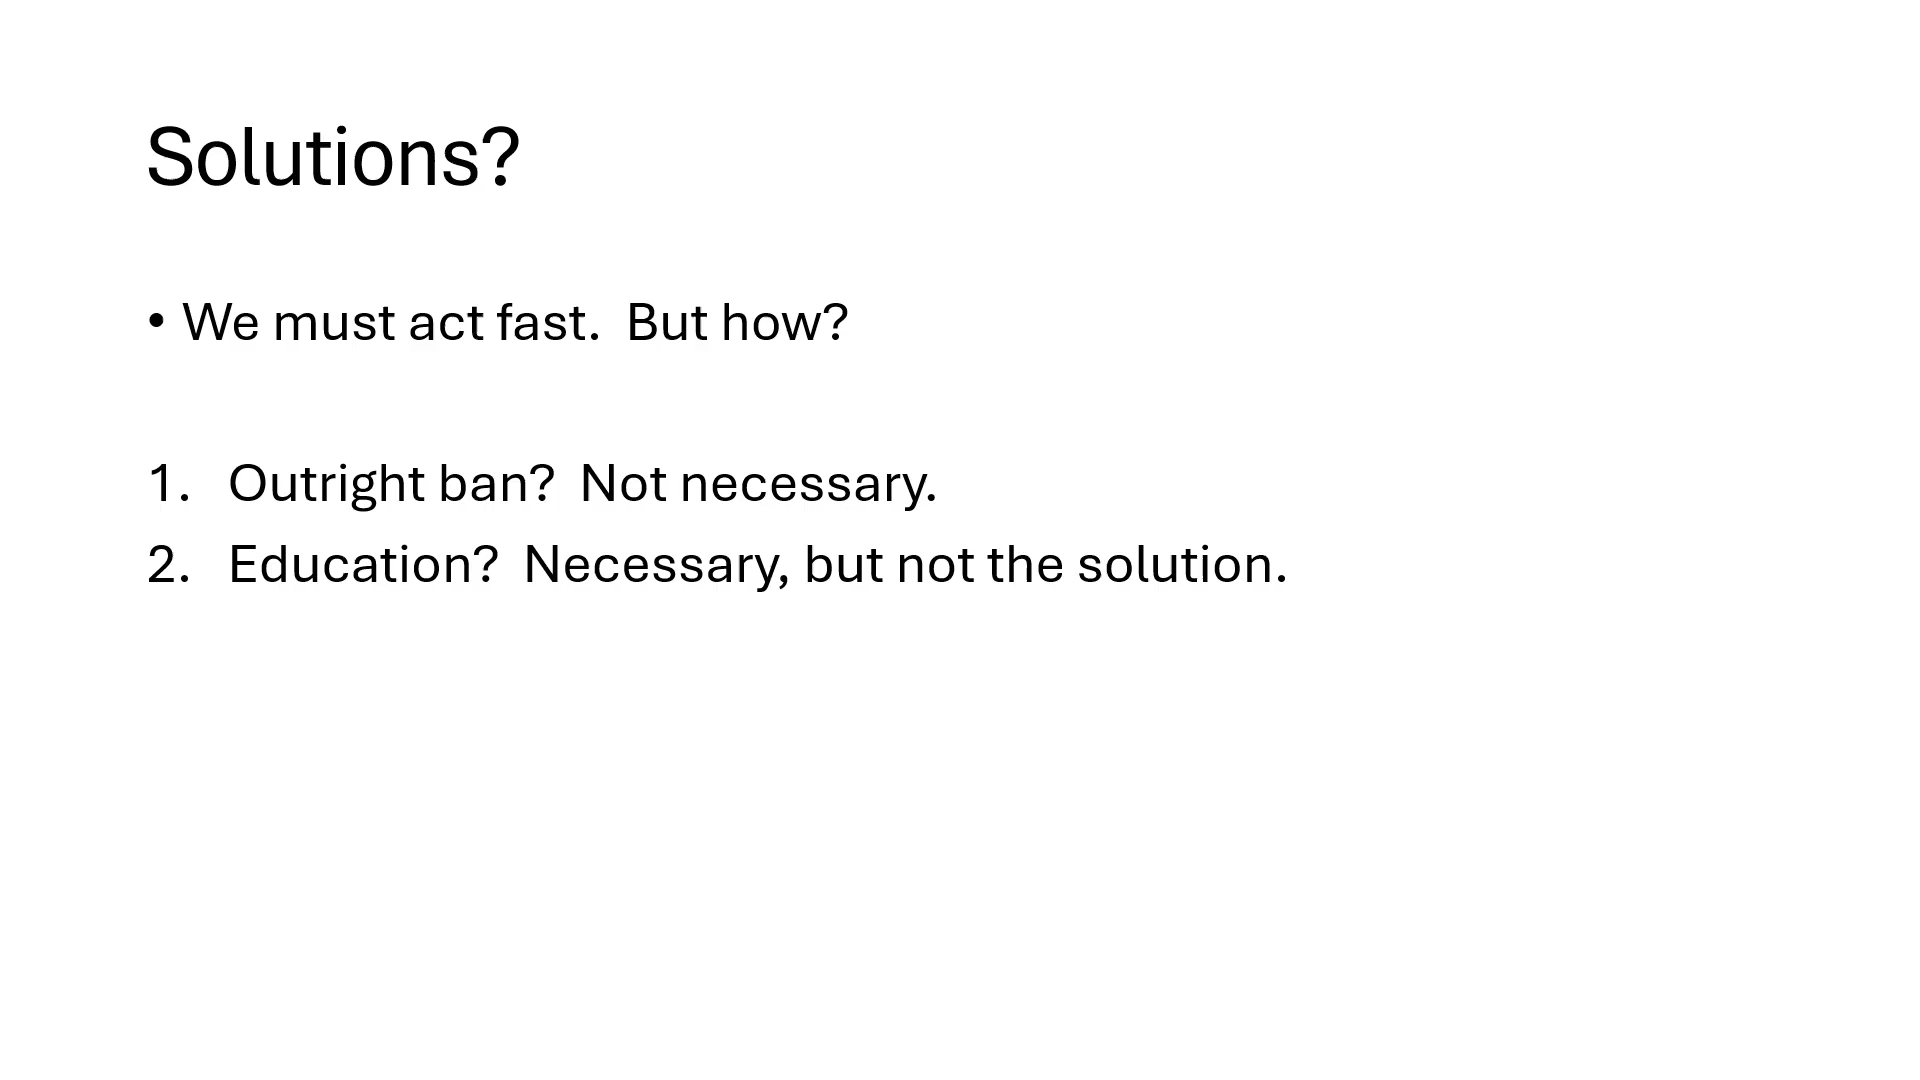 Solutions?
• We must act fast.  But how?
1. Outright ban?  Not necessary.
2. Education?  Necessary, but not the solution.